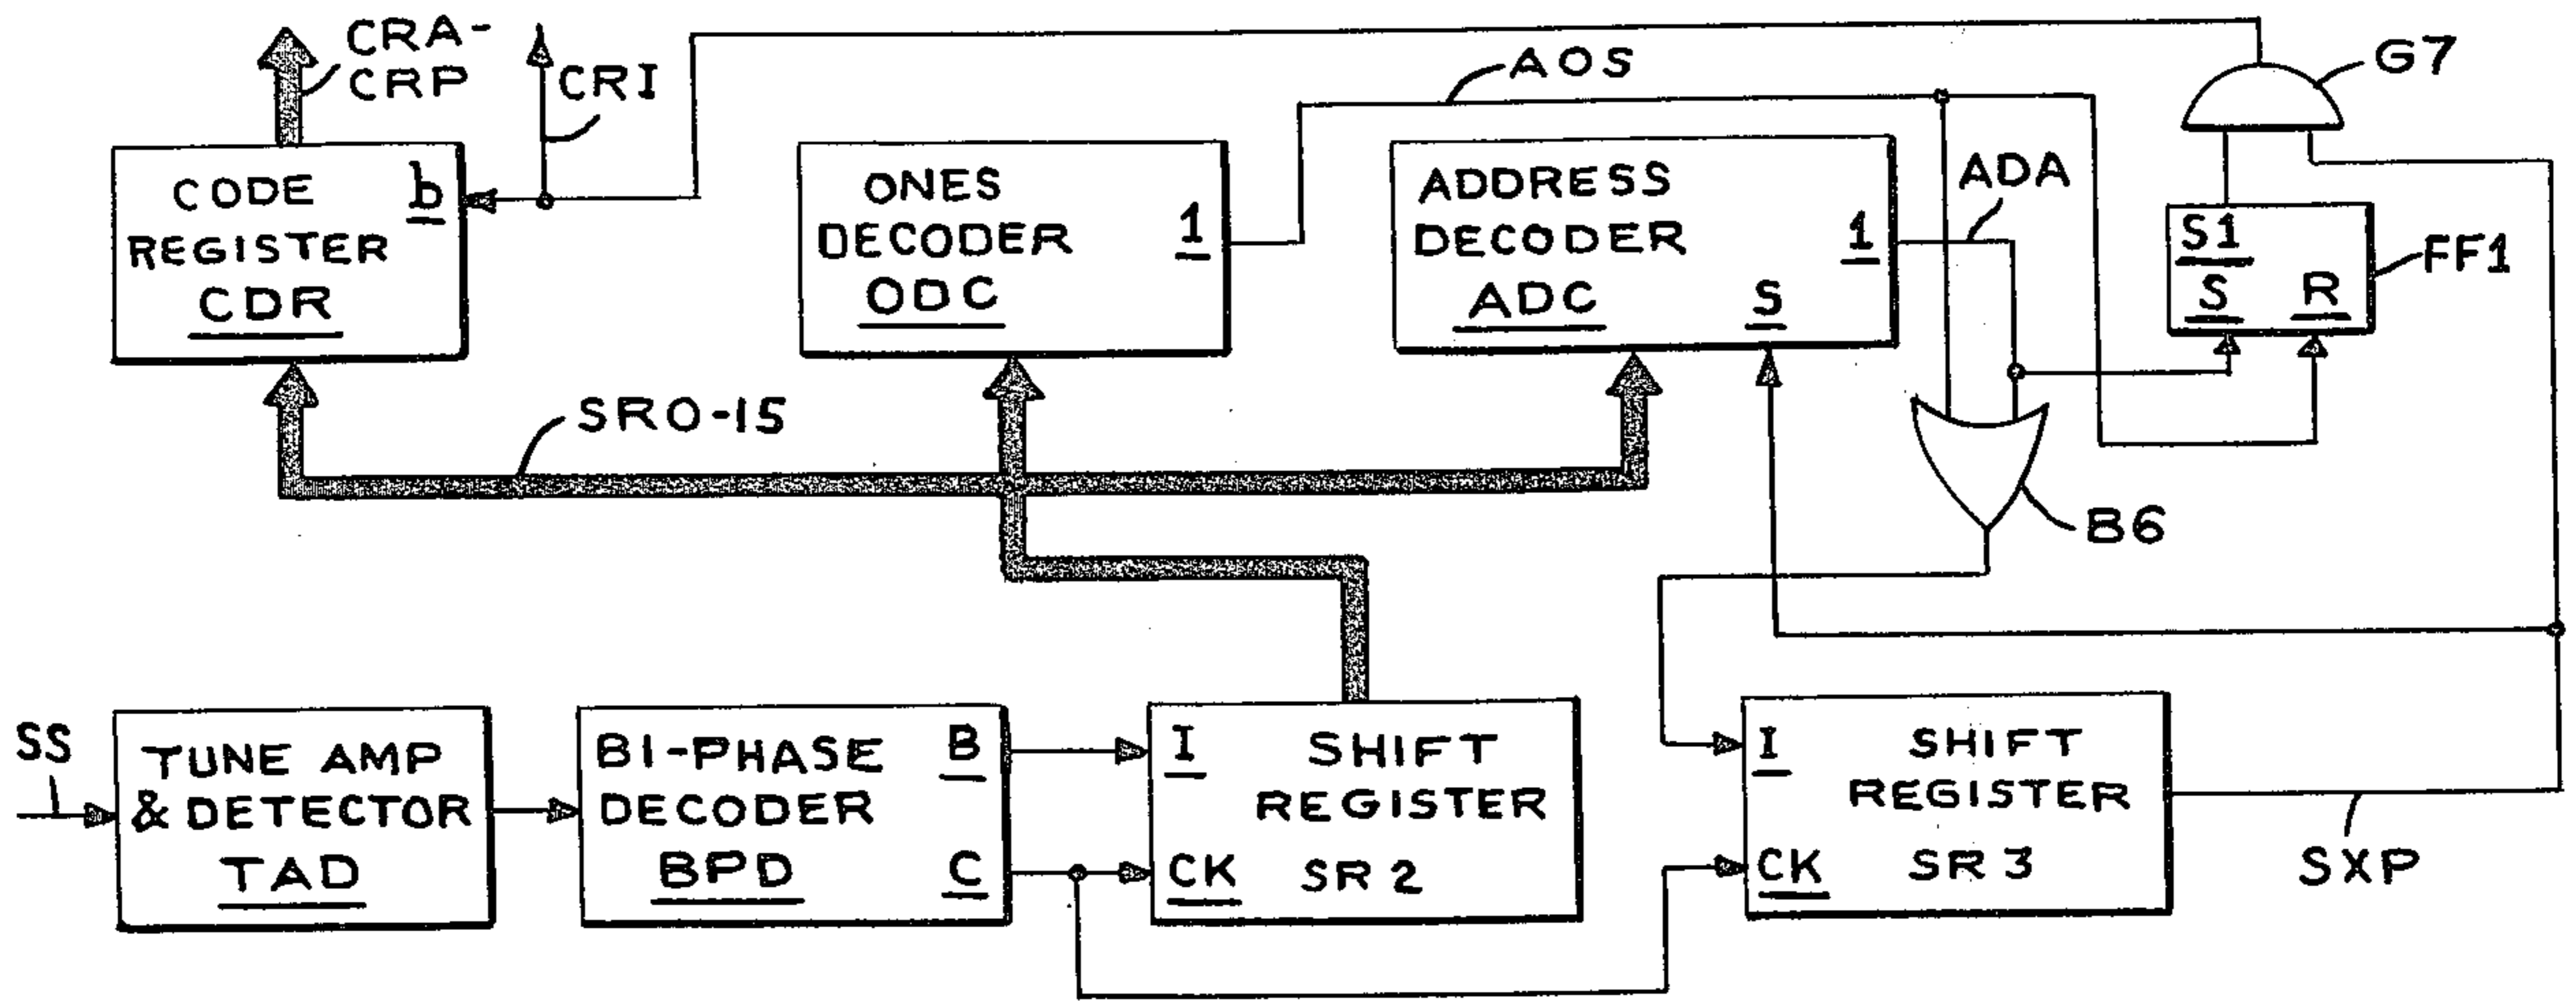 CRA-
CRP
CRI
AOS
G7
CODE
REGISTER
CDR
b
ONES
DECODER
ODC
1
ADDRESS
DECODER
ADC
1
S
ADA
S1
S
R
FF1
SRO-15
B6
SS
TUNE AMP
& DETECTOR
TAD
BI-PHASE
DECODER
BPD
B
C
I
CK
SHIFT
REGISTER
SR2
I
CK
SHIFT
REGISTER
SR3
SXP